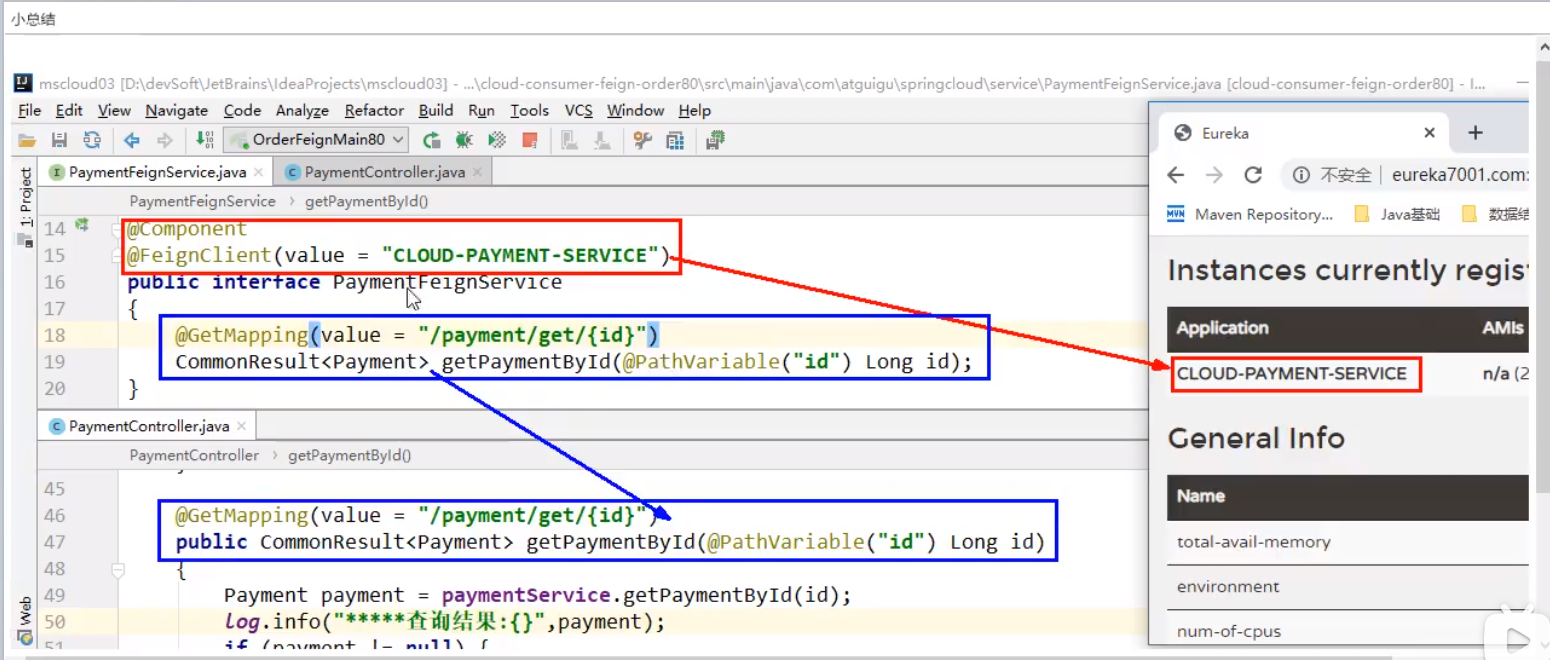 小总结
mscloud03 [D:\devSoft\JetBrains\IdeaProjects\mscloud03] - ...\cloud-consumer-feign-order80\src\main\java\com\atguigu\springcloud\service\PaymentFeignService.java [cloud-consumer-feign-order80] - I...
File Edit View Navigate Code Analyze Refactor Build Run Tools VCS Window Help
OrderFeignMain80
PaymentFeignService.java PaymentController.java
PaymentFeignService › getPaymentById()
1: Project
14 @Component
15 @FeignClient(value = "CLOUD-PAYMENT-SERVICE")
16 public interface PaymentFeignService
17 {
18 @GetMapping(value = "/payment/get/{id}")
19 CommonResult<Payment> getPaymentById(@PathVariable("id") Long id);
20 }
PaymentController.java
PaymentController › getPaymentById()
45
46 @GetMapping(value = "/payment/get/{id}")
47 public CommonResult<Payment> getPaymentById(@PathVariable("id") Long id)
48 {
49 Payment payment = paymentService.getPaymentById(id);
50 log.info("*****查询结果:{}",payment);
51 if (payment != null) {
Web
Eureka
不安全 eureka7001.com:
Maven Repository... Java基础 数据结
Instances currently regis
Application AMIs
CLOUD-PAYMENT-SERVICE n/a (2
General Info
Name
total-avail-memory
environment
num-of-cpus